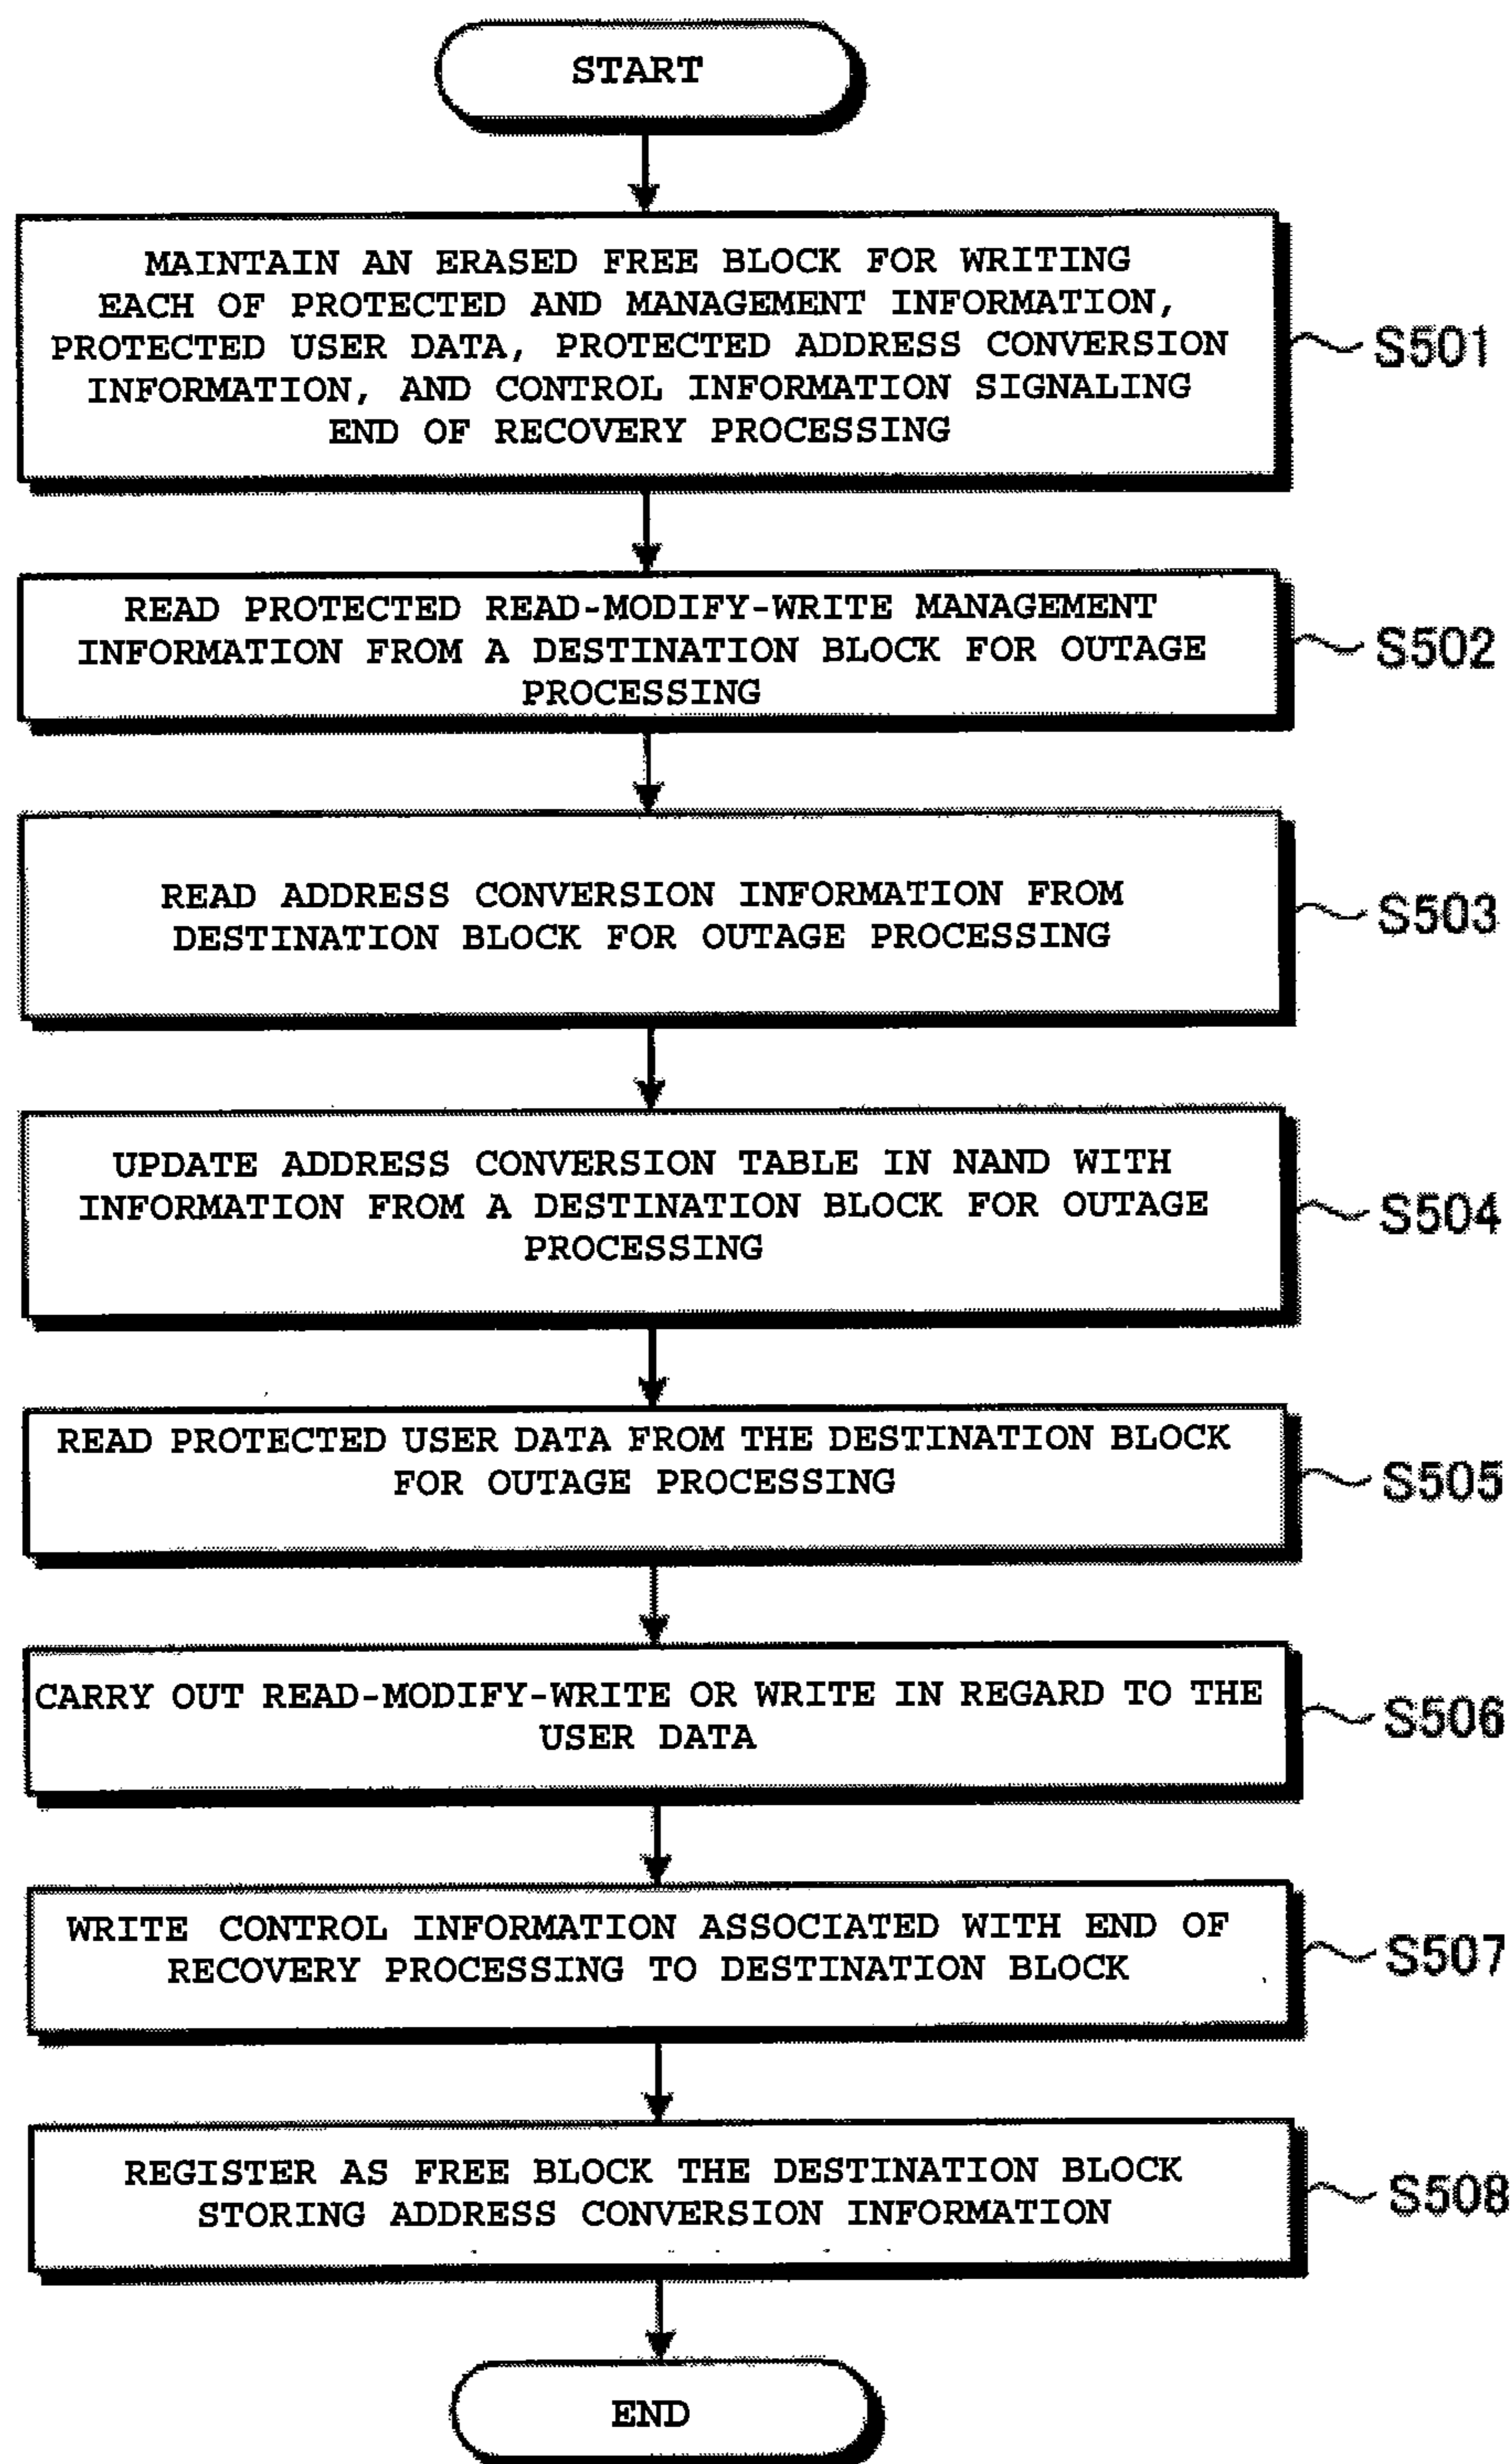 START
MAINTAIN AN ERASED FREE BLOCK FOR WRITING
EACH OF PROTECTED AND MANAGEMENT INFORMATION,
PROTECTED USER DATA, PROTECTED ADDRESS CONVERSION
INFORMATION, AND CONTROL INFORMATION SIGNALING
END OF RECOVERY PROCESSING
S501
READ PROTECTED READ-MODIFY-WRITE MANAGEMENT
INFORMATION FROM A DESTINATION BLOCK FOR OUTAGE
PROCESSING
S502
READ ADDRESS CONVERSION INFORMATION FROM
DESTINATION BLOCK FOR OUTAGE PROCESSING
S503
UPDATE ADDRESS CONVERSION TABLE IN NAND WITH
INFORMATION FROM A DESTINATION BLOCK FOR OUTAGE
PROCESSING
S504
READ PROTECTED USER DATA FROM THE DESTINATION BLOCK
FOR OUTAGE PROCESSING
S505
CARRY OUT READ-MODIFY-WRITE OR WRITE IN REGARD TO THE
USER DATA
S506
WRITE CONTROL INFORMATION ASSOCIATED WITH END OF
RECOVERY PROCESSING TO DESTINATION BLOCK
S507
REGISTER AS FREE BLOCK THE DESTINATION BLOCK
STORING ADDRESS CONVERSION INFORMATION
S508
END